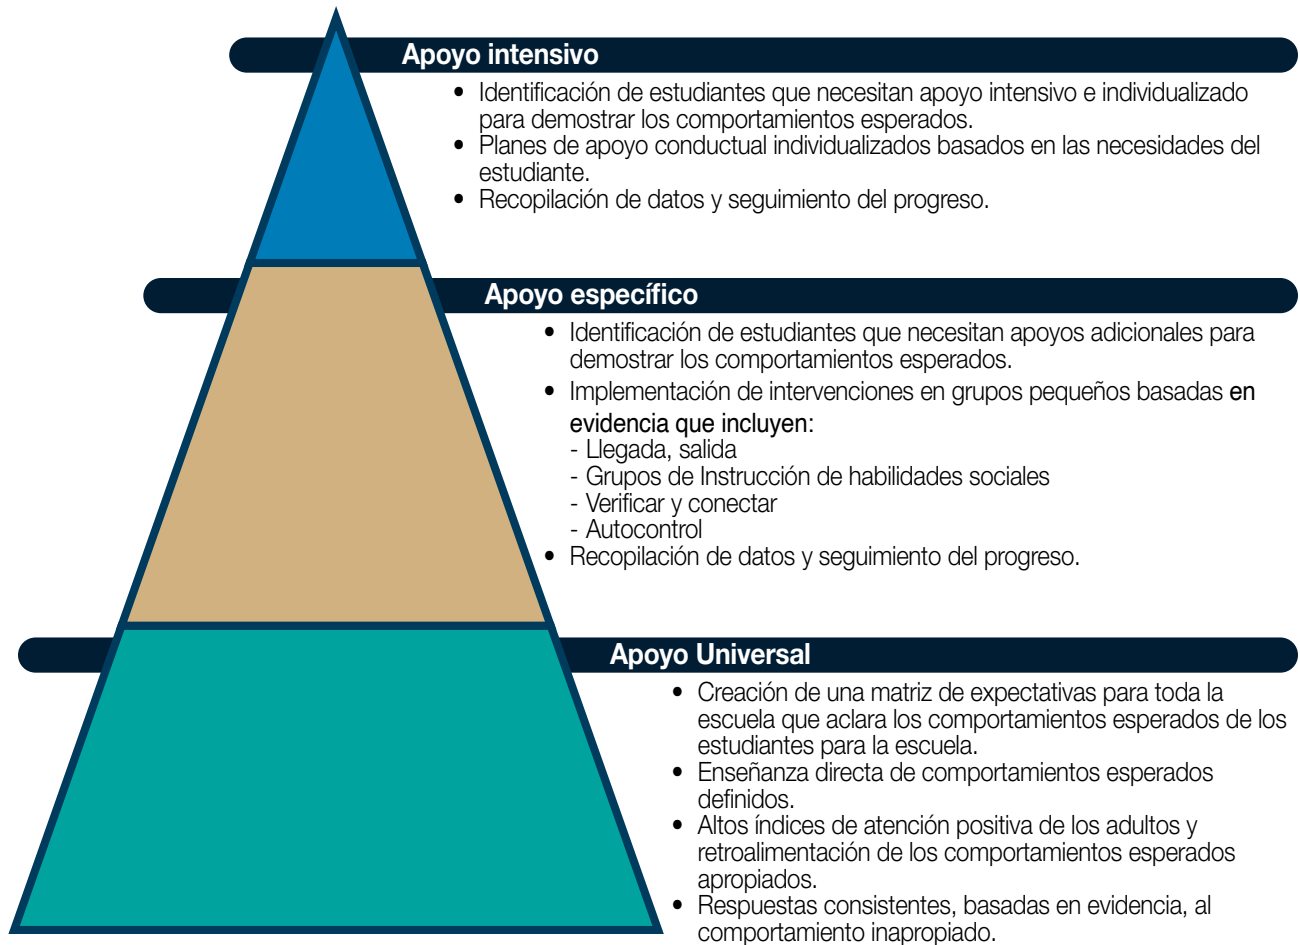 Apoyo intensivo
• Identificación de estudiantes que necesitan apoyo intensivo e individualizado
para demostrar los comportamientos esperados.
• Planes de apoyo conductual individualizados basados en las necesidades del
estudiante.
• Recopilación de datos y seguimiento del progreso.
Apoyo específico
• Identificación de estudiantes que necesitan apoyos adicionales para
demostrar los comportamientos esperados.
• Implementación de intervenciones en grupos pequeños basadas en
evidencia que incluyen:
- Llegada, salida
- Grupos de Instrucción de habilidades sociales
- Verificar y conectar
- Autocontrol
• Recopilación de datos y seguimiento del progreso.
Apoyo Universal
• Creación de una matriz de expectativas para toda la
escuela que aclara los comportamientos esperados de los
estudiantes para la escuela.
• Enseñanza directa de comportamientos esperados
definidos.
• Altos índices de atención positiva de los adultos y
retroalimentación de los comportamientos esperados
apropiados.
• Respuestas consistentes, basadas en evidencia, al
comportamiento inapropiado.